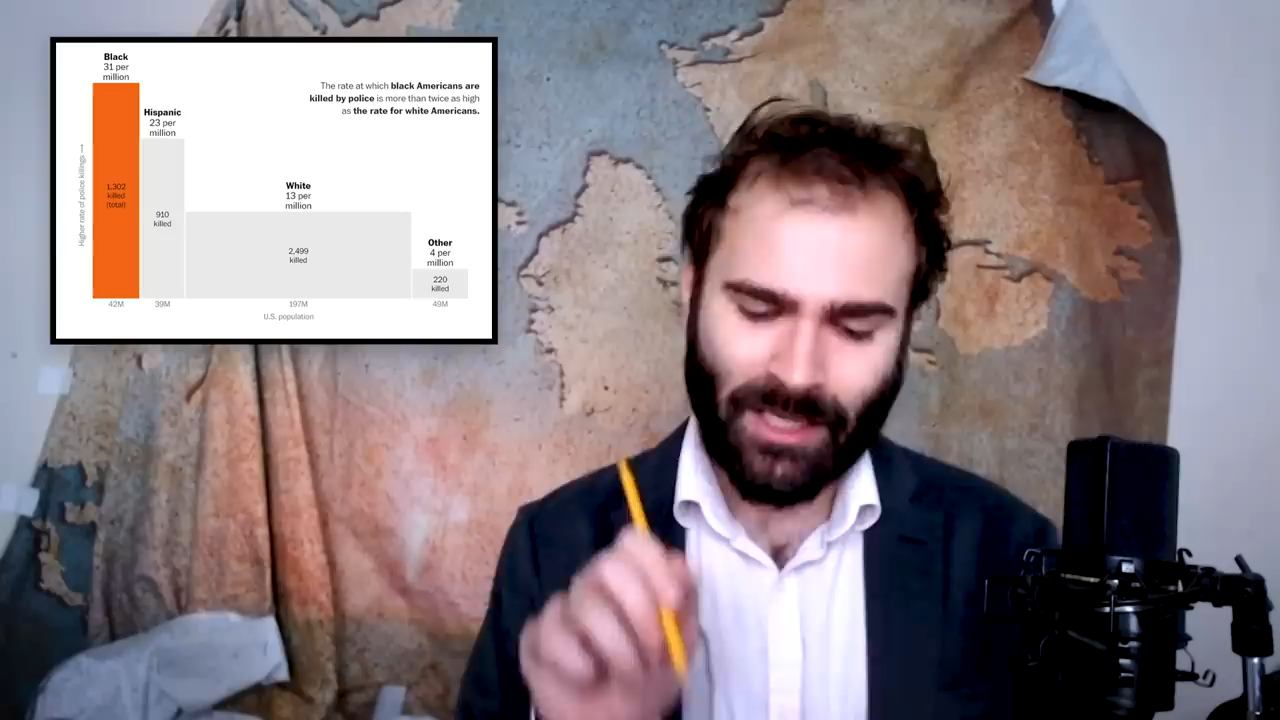 Black
31 per
million
The rate at which black Americans are
killed by police is more than twice as high
as the rate for white Americans.
Hispanic
23 per
million
Higher rate of police killings →
White
13 per
million
1,302
killed
(total)
910
killed
2,499
killed
Other
4 per
million
220
killed
42M
39M
197M
49M
U.S. population